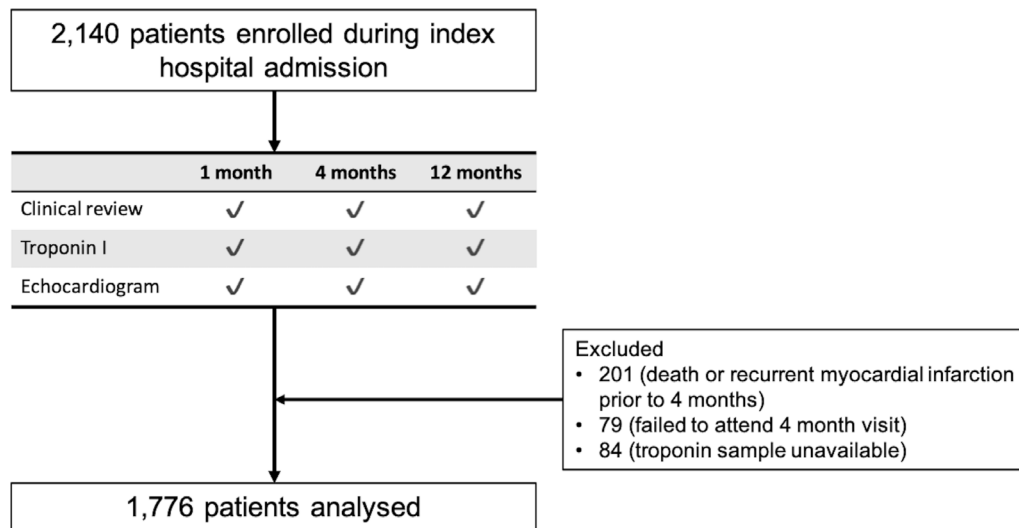 2,140 patients enrolled during index
hospital admission
1 month 4 months 12 months
Clinical review ✓ ✓ ✓
Troponin I ✓ ✓ ✓
Echocardiogram ✓ ✓ ✓
Excluded
• 201 (death or recurrent myocardial infarction
prior to 4 months)
• 79 (failed to attend 4 month visit)
• 84 (troponin sample unavailable)
1,776 patients analysed